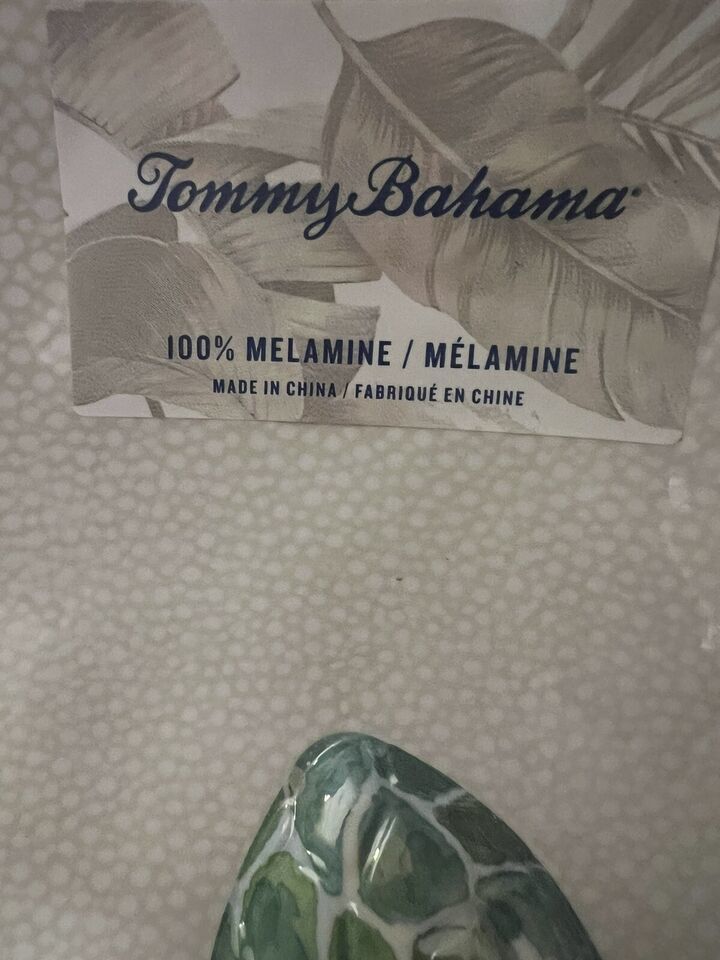 Tommy Bahama
100% MELAMINE / MÉLAMINE
MADE IN CHINA / FABRIQUÉ EN CHINE